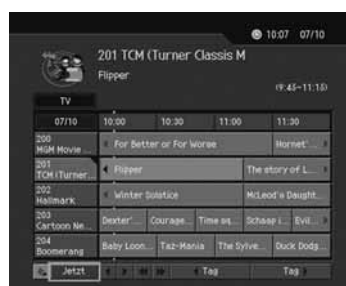 10:07 07/10
201 TCM (Turner Classis M
Flipper
(9:45~11:15)
TV
07/10 10:00 10:30 11:00 11:30
200 MGM Movie... For Better or For Worse Hornet'...
201 TCM (Turner... Flipper The story of L...
202 Hallmark Winter Solstice McLeod's Daught...
203 Cartoon Ne... Dexter'... Courage... Time sq... Schaap i... Evil...
204 Boomerang Baby Loon... Taz-Mania The Sylve... Duck Dodg...
Jetzt Tag Tag